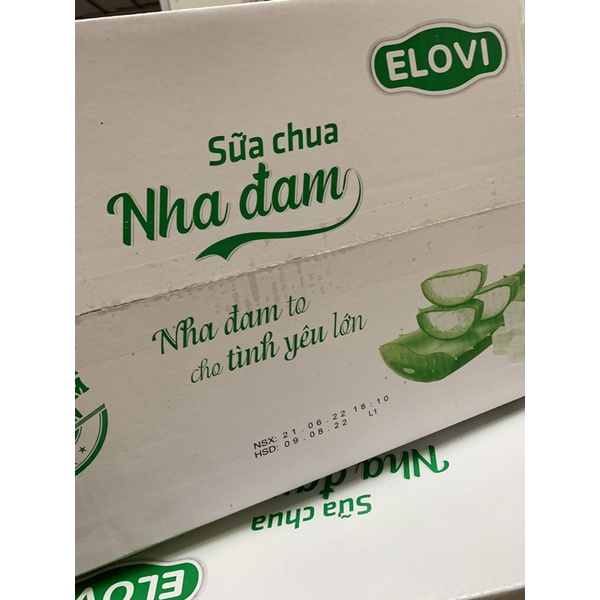 ELOVI
Sữa chua
Nha đam
Nha đam to
cho tình yêu lớn
NSX: 21.06.22 18:10
HSD: 09.08.22 L1
Nha đam
Sữa chua
ELOVI